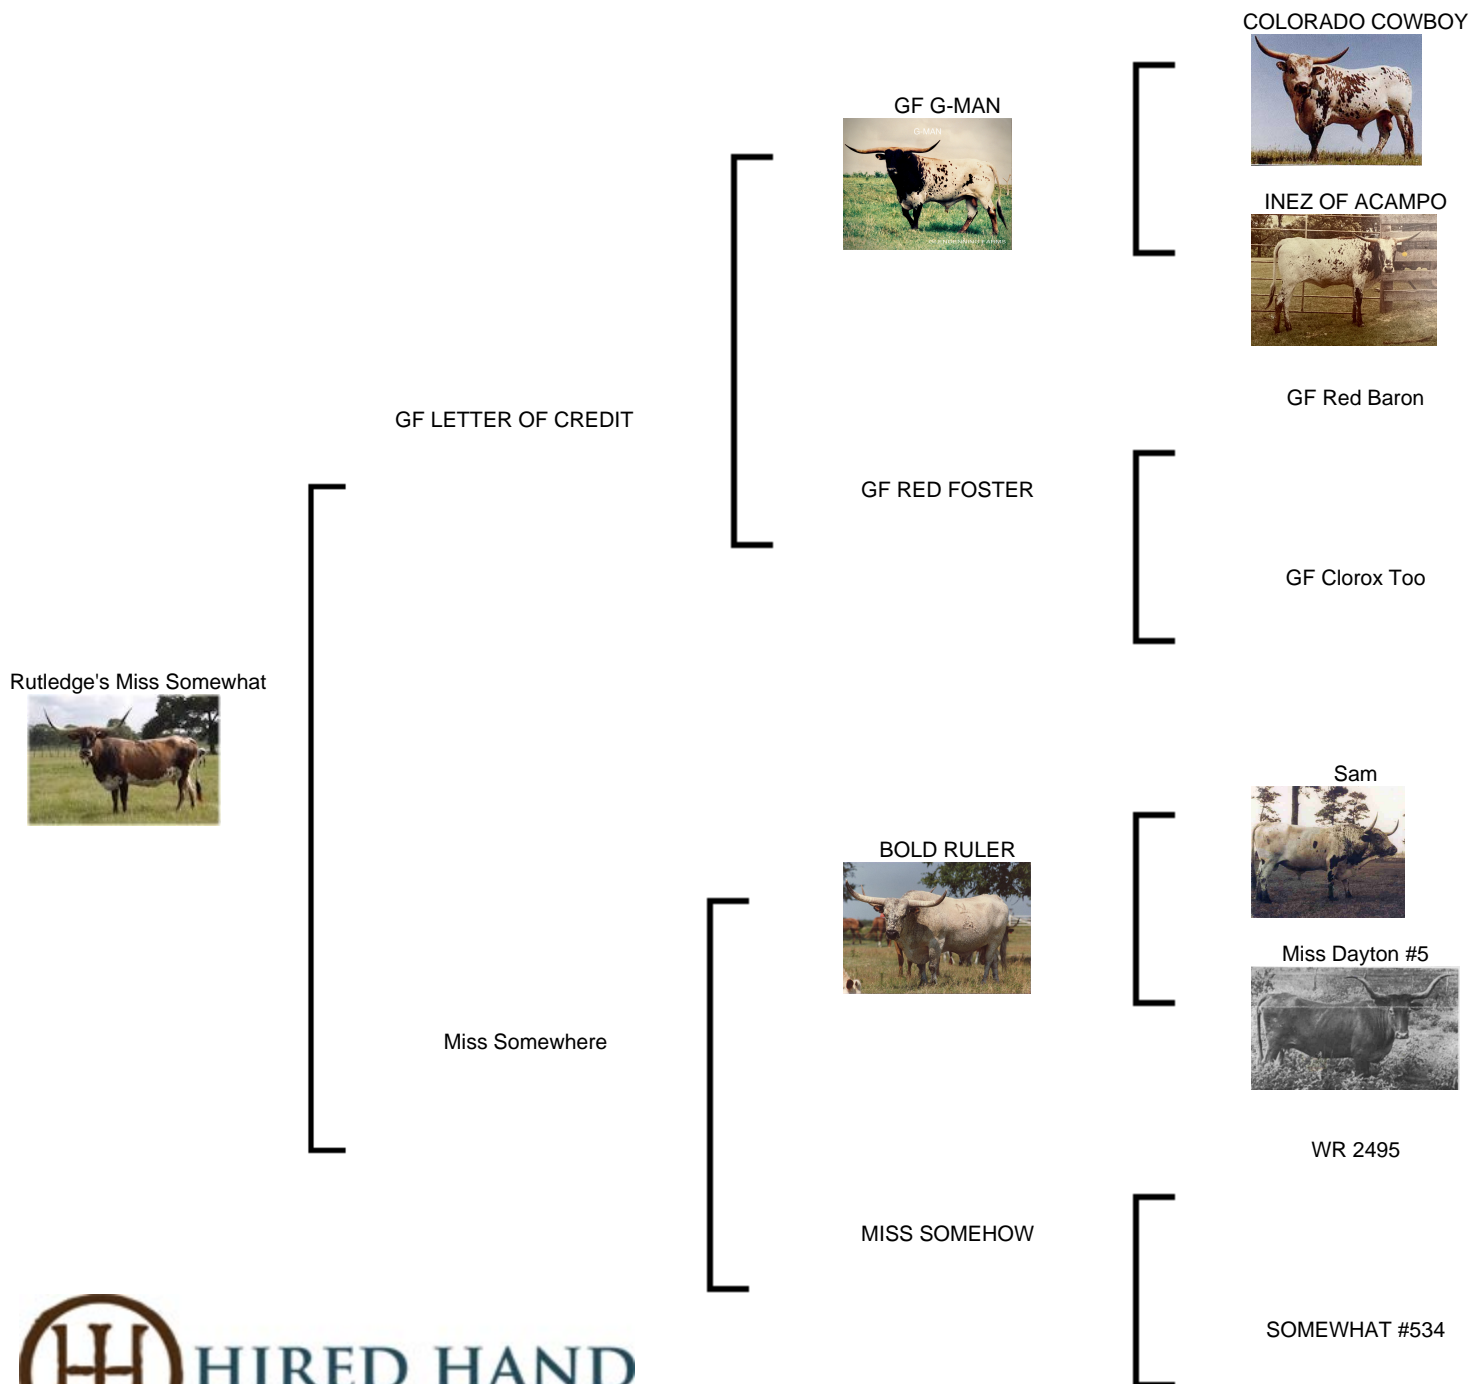 COLORADO COWBOY
GF G-MAN
G-MAN
INEZ OF ACAMPO
GF Red Baron
GF LETTER OF CREDIT
GF RED FOSTER
GF Clorox Too
Rutledge's Miss Somewhat
Sam
BOLD RULER
Miss Dayton #5
Miss Somewhere
WR 2495
MISS SOMEHOW
SOMEWHAT #534
HIRED HAND